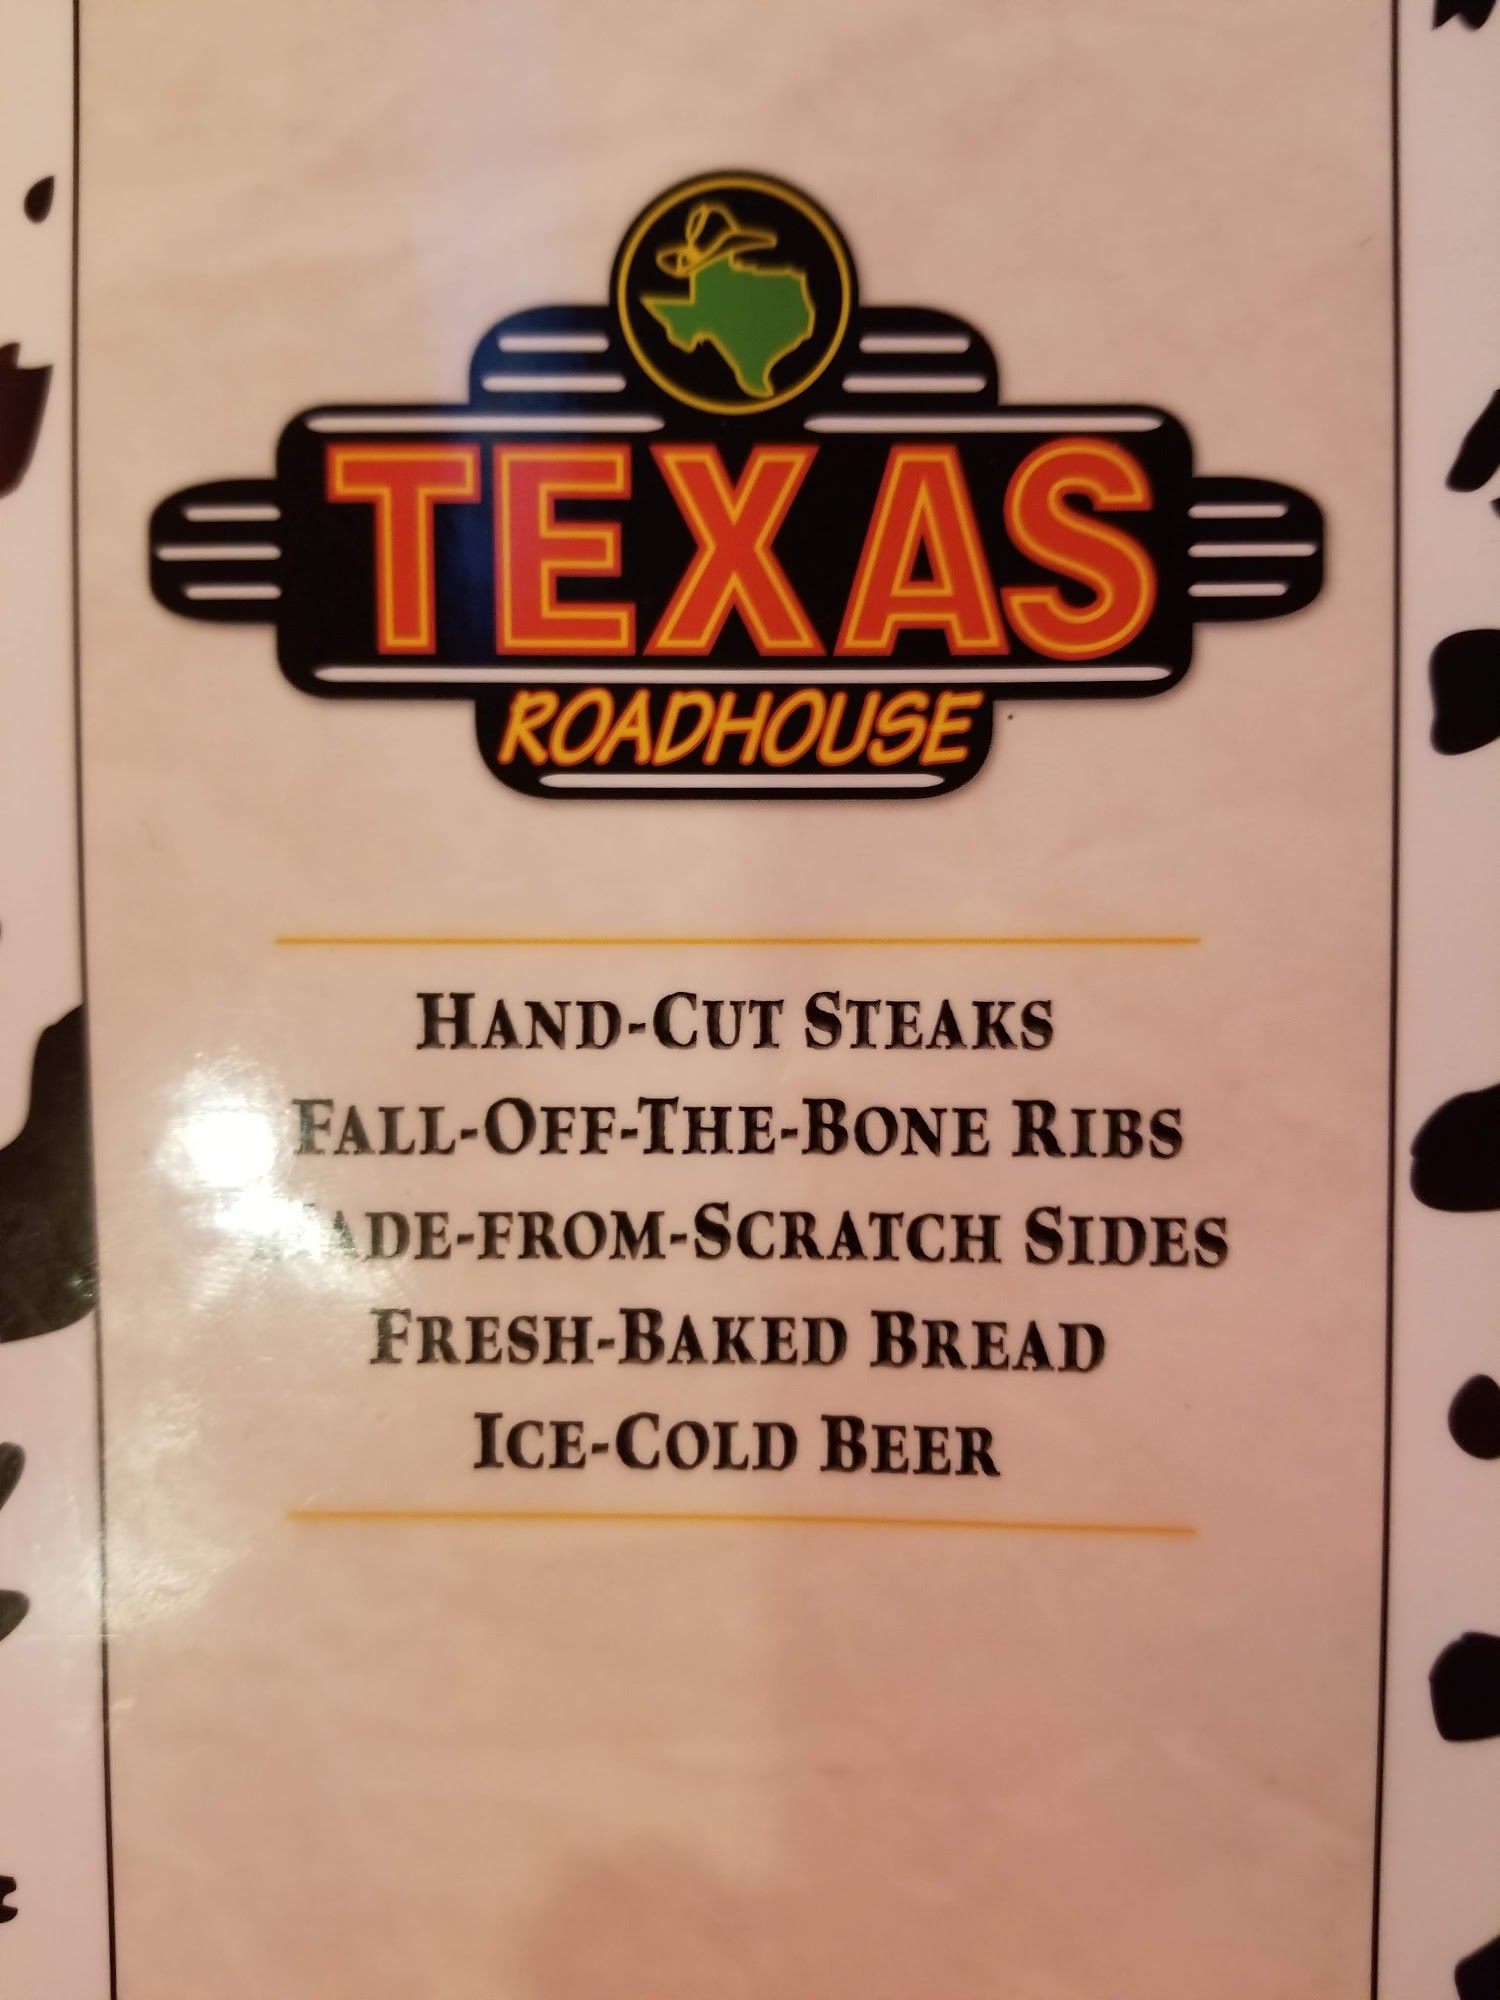 TEXAS
ROADHOUSE
HAND-CUT STEAKS
FALL-OFF-THE-BONE RIBS
MADE-FROM-SCRATCH SIDES
FRESH-BAKED BREAD
ICE-COLD BEER